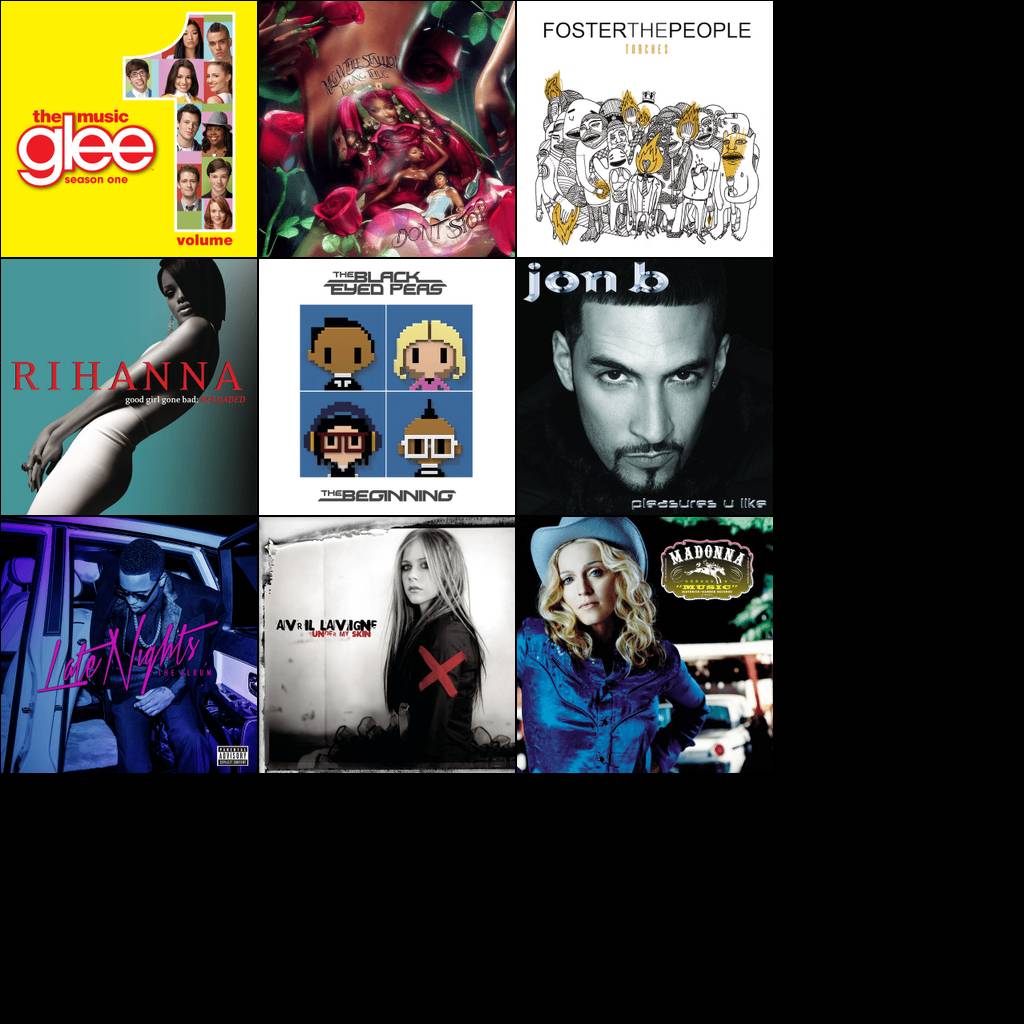 the music
glee
season one
volume
1
MEGAN THEE STALLION
YOUNG THUG
DON'T STOP
FOSTERTHEPEOPLE
TORCHES
RIHANNA
good girl gone bad: RELOADED
THE BLACK
EYED PEAS
THE BEGINNING
jon b
pleasures u like
Late Nights
THE ALBUM
PARENTAL
ADVISORY
EXPLICIT CONTENT
AVRIL LAVIGNE
UNDER MY SKIN
MADONNA
"MUSIC"